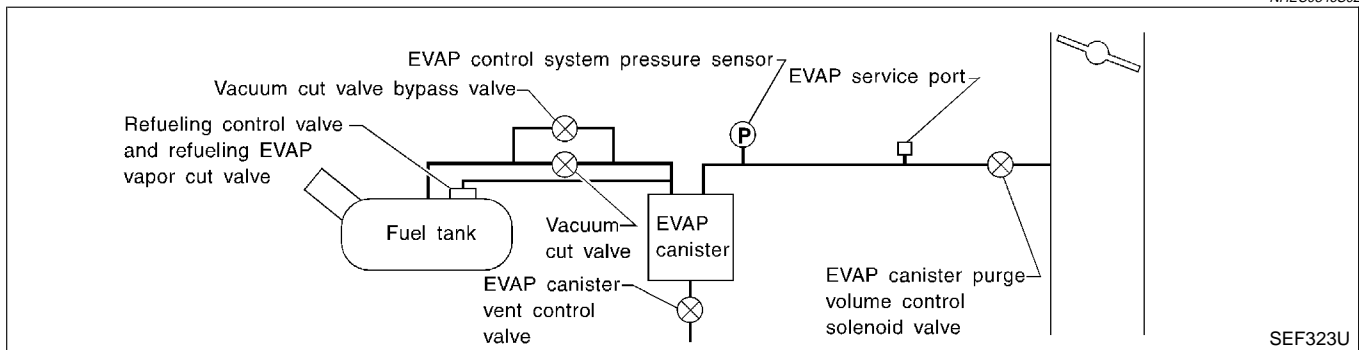 EVAP control system pressure sensor
EVAP service port
Vacuum cut valve bypass valve
Refueling control valve
and refueling EVAP
vapor cut valve
P
Fuel tank
Vacuum
cut valve
EVAP
canister
EVAP canister
vent control
valve
EVAP canister purge
volume control
solenoid valve
SEF323U